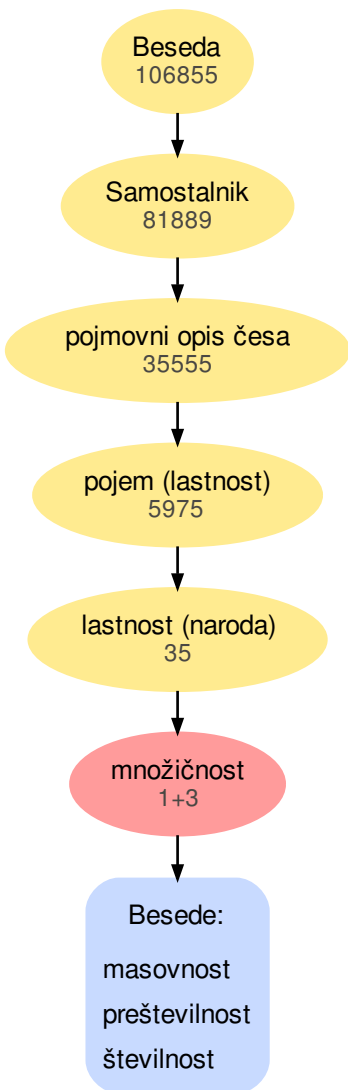 Beseda
106855
Samostalnik
81889
pojmovni opis česa
35555
pojem (lastnost)
5975
lastnost (naroda)
35
množičnost
1+3
Besede:
masovnost
preštevilnost
številnost